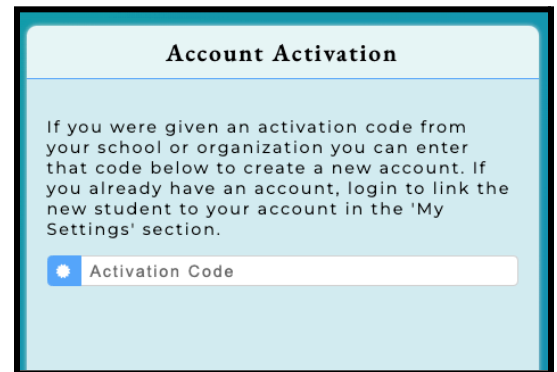 Account Activation
If you were given an activation code from
your school or organization you can enter
that code below to create a new account. If
you already have an account, login to link the
new student to your account in the 'My
Settings' section.
Activation Code